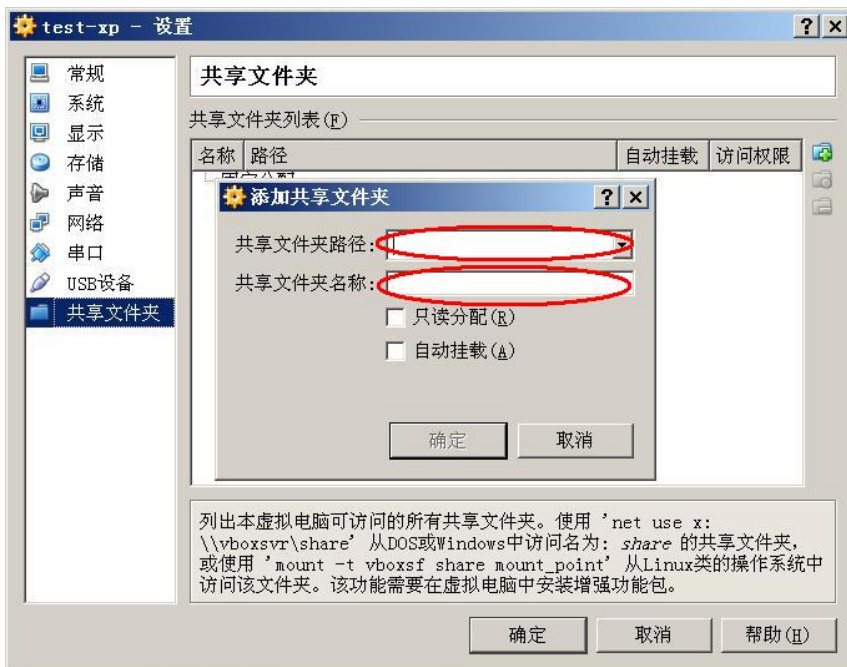 test-xp - 设置
常规
系统
显示
存储
声音
网络
串口
USB设备
共享文件夹
共享文件夹
共享文件夹列表(F)
名称 路径 自动挂载 访问权限
固定分配
添加共享文件夹
共享文件夹路径:
共享文件夹名称:
只读分配(R)
自动挂载(A)
确定 取消
列出本虚拟电脑可访问的所有共享文件夹。使用 'net use x:
\\vboxsvr\share' 从DOS或Windows中访问名为: share 的共享文件夹,
或使用 'mount -t vboxsf share mount_point' 从Linux类的操作系统中
访问该文件夹。该功能需要在虚拟电脑中安装增强功能包。
确定 取消 帮助(H)